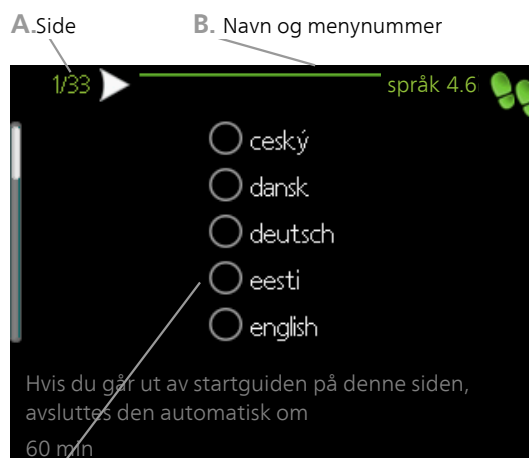 A. Side
B. Navn og menynummer
1/33
språk 4.6
ceský
dansk
deutsch
eesti
english
Hvis du går ut av startguiden på denne siden,
avsluttes den automatisk om
60 min